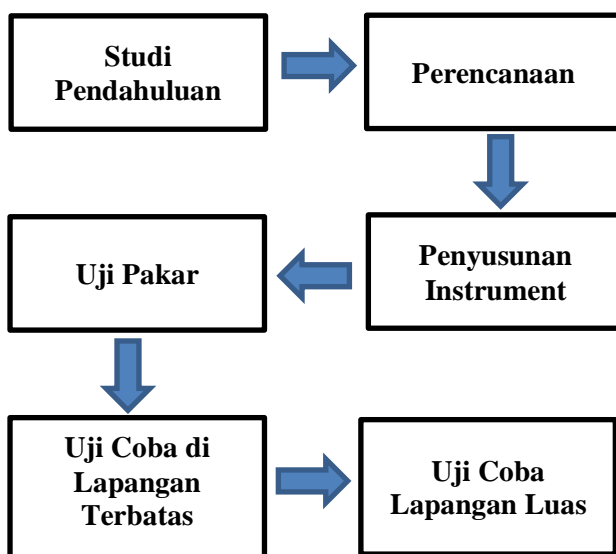 Studi
Pendahuluan
Perencanaan
Penyusunan
Instrument
Uji Pakar
Uji Coba di
Lapangan
Terbatas
Uji Coba
Lapangan Luas